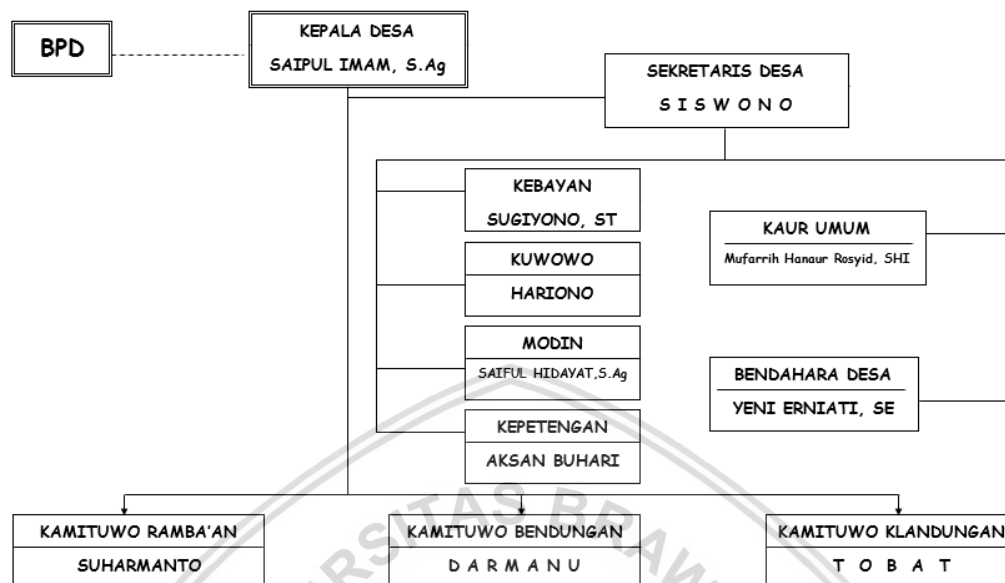 BPD
KEPALA DESA
SAIPUL IMAM, S.Ag
SEKRETARIS DESA
S I S W O N O
KEBAYAN
SUGIYONO, ST
KUWOWO
HARIONO
MODIN
SAIFUL HIDAYAT,S.Ag
KEPETENGAN
AKSAN BUHARI
KAUR UMUM
Mufarrih Hanaur Rosyid, SHI
BENDAHARA DESA
YENI ERNIATI, SE
KAMITUWO RAMBA'AN
SUHARMANTO
KAMITUWO BENDUNGAN
D A R M A N U
KAMITUWO KLANDUNGAN
T O B A T
RSITAS BRAW